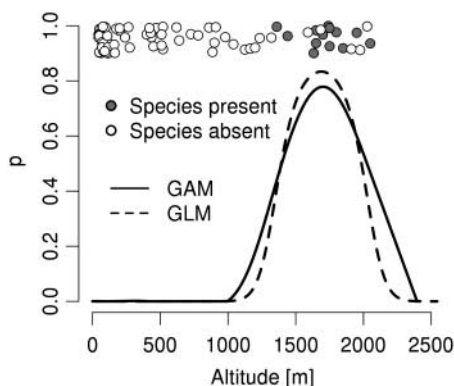 1.0
0.8
0.6
0.4
0.2
0.0
p
Species present
Species absent
GAM
GLM
0 500 1000 1500 2000 2500
Altitude [m]